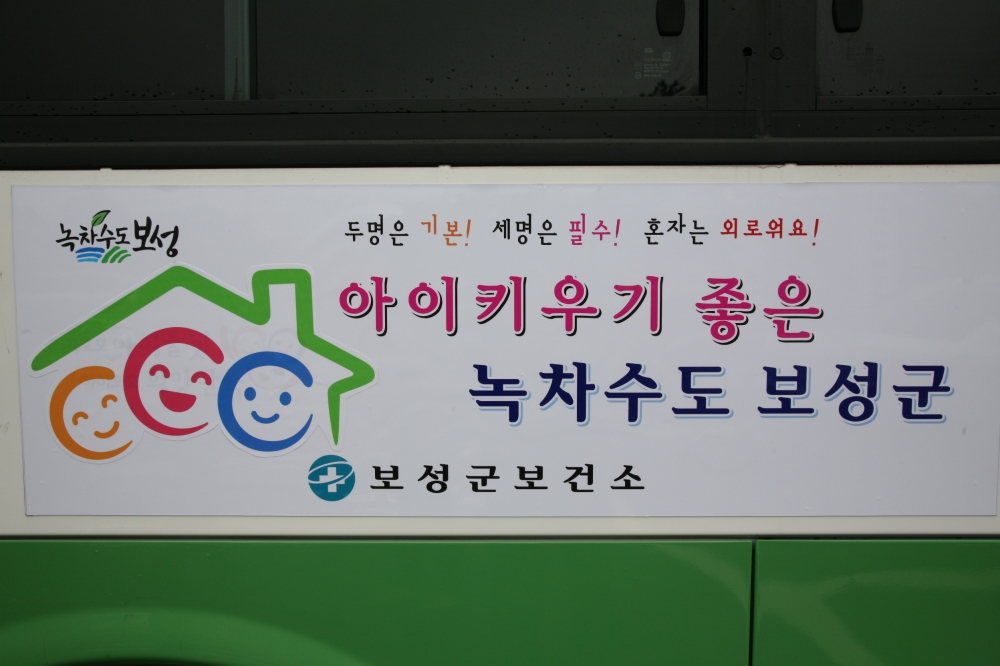 녹차수도보성
두명은 기본! 세명은 필수! 혼자는 외로워요!
아이키우기 좋은
녹차수도 보성군
보성군보건소